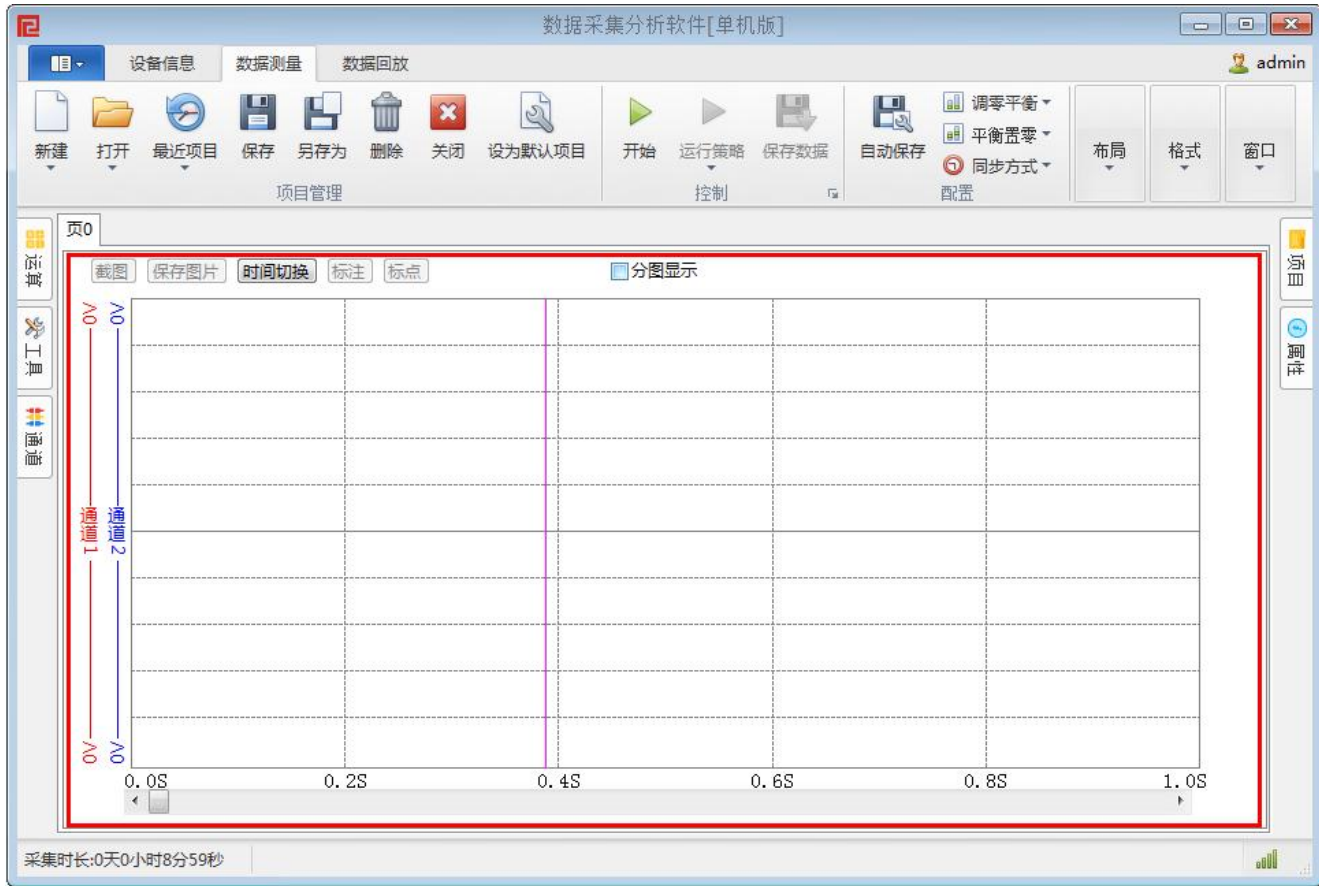 数据采集分析软件[单机版]
设备信息 数据测量 数据回放 admin
新建 打开 最近项目 保存 另存为 删除 关闭 设为默认项目
项目管理
开始 运行策略 保存数据
控制
自动保存
调零平衡
平衡置零
同步方式
配置
布局 格式 窗口
页0
运算
工具
通道
项目
属性
截图 保存图片 时间切换 标注 标点 分图显示
0V 0V
通道1 通道2
0V 0V
0.0S 0.2S 0.4S 0.6S 0.8S 1.0S
采集时长:0天0小时8分59秒